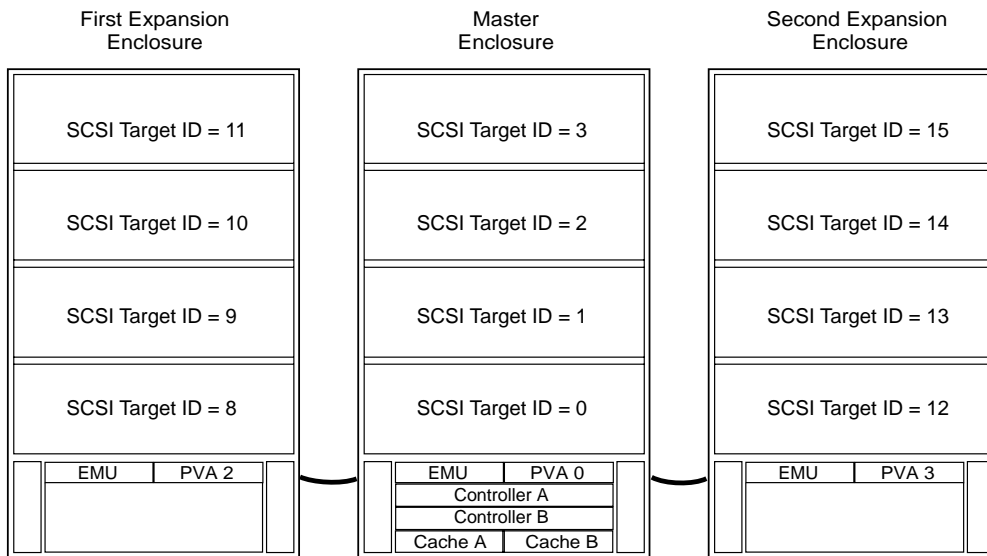 First Expansion
Enclosure
Master
Enclosure
Second Expansion
Enclosure
SCSI Target ID = 11
SCSI Target ID = 3
SCSI Target ID = 15
SCSI Target ID = 10
SCSI Target ID = 2
SCSI Target ID = 14
SCSI Target ID = 9
SCSI Target ID = 1
SCSI Target ID = 13
SCSI Target ID = 8
SCSI Target ID = 0
SCSI Target ID = 12
EMU
PVA 2
EMU
PVA 0
EMU
PVA 3
Controller A
Controller B
Cache A
Cache B